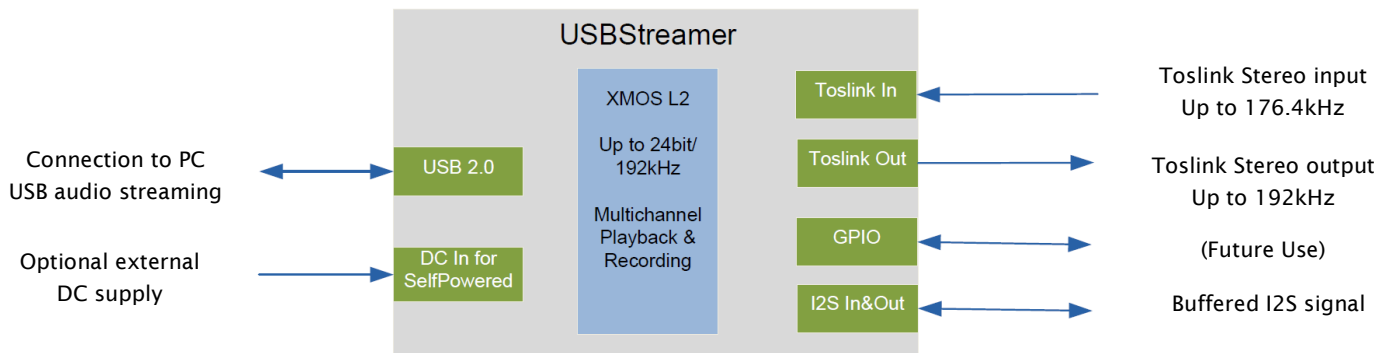 USBStreamer
Connection to PC
USB audio streaming
Optional external
DC supply
USB 2.0
DC In for
SelfPowered
XMOS L2
Up to 24bit/
192kHz
Multichannel
Playback &
Recording
Toslink In
Toslink Out
GPIO
I2S In&Out
Toslink Stereo input
Up to 176.4kHz
Toslink Stereo output
Up to 192kHz
(Future Use)
Buffered I2S signal